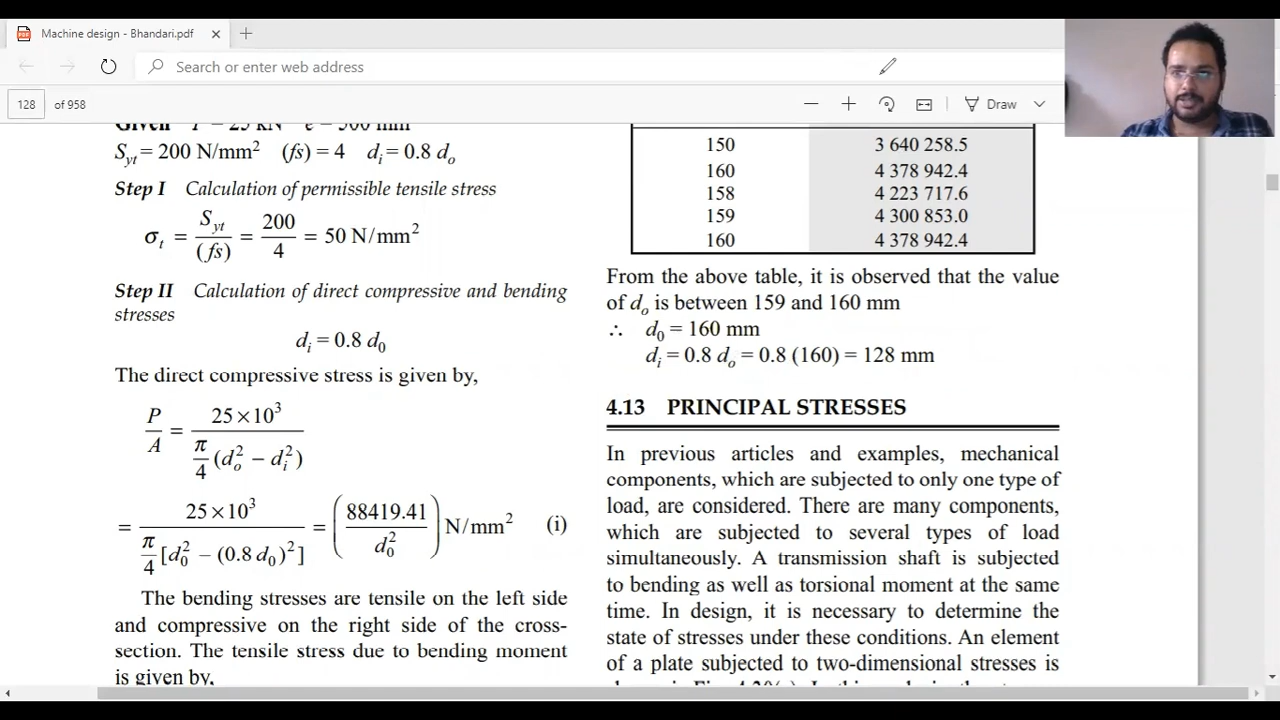 Machine design - Bhandari.pdf
Search or enter web address
128 of 958
Draw
Given P = 25 kN e = 500 mm
S_yt = 200 N/mm² (fs) = 4 d_i = 0.8 d_o
Step I Calculation of permissible tensile stress
σ_t = S_yt/(fs) = 200/4 = 50 N/mm²
Step II Calculation of direct compressive and bending
stresses
d_i = 0.8 d_0
The direct compressive stress is given by,
P/A = 25×10³ / π/4 (d_o² − d_i²)
= 25×10³ / π/4 [d_0² − (0.8 d_0)²] = (88419.41/d_0²) N/mm² (i)
The bending stresses are tensile on the left side
and compressive on the right side of the cross-
section. The tensile stress due to bending moment
is given by,
150 3 640 258.5
160 4 378 942.4
158 4 223 717.6
159 4 300 853.0
160 4 378 942.4
From the above table, it is observed that the value
of d_o is between 159 and 160 mm
∴ d_0 = 160 mm
d_i = 0.8 d_o = 0.8 (160) = 128 mm
4.13 PRINCIPAL STRESSES
In previous articles and examples, mechanical
components, which are subjected to only one type of
load, are considered. There are many components,
which are subjected to several types of load
simultaneously. A transmission shaft is subjected
to bending as well as torsional moment at the same
time. In design, it is necessary to determine the
state of stresses under these conditions. An element
of a plate subjected to two-dimensional stresses is